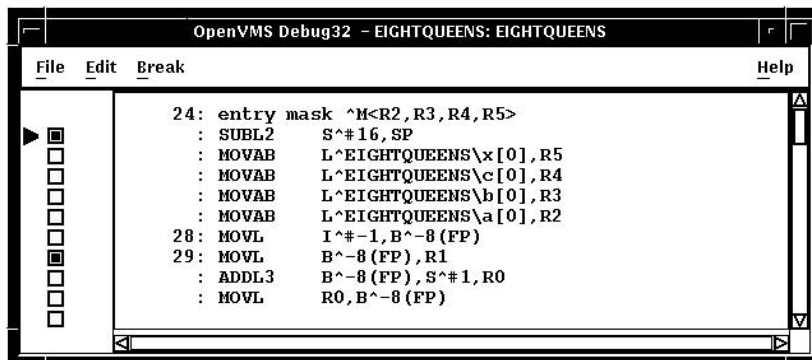 OpenVMS Debug32 - EIGHTQUEENS: EIGHTQUEENS
File Edit Break Help
24: entry mask ^M<R2,R3,R4,R5>
: SUBL2 S^#16,SP
: MOVAB L^EIGHTQUEENS\x[0],R5
: MOVAB L^EIGHTQUEENS\c[0],R4
: MOVAB L^EIGHTQUEENS\b[0],R3
: MOVAB L^EIGHTQUEENS\a[0],R2
28: MOVL I^#-1,B^-8(FP)
29: MOVL B^-8(FP),R1
: ADDL3 B^-8(FP),S^#1,R0
: MOVL R0,B^-8(FP)